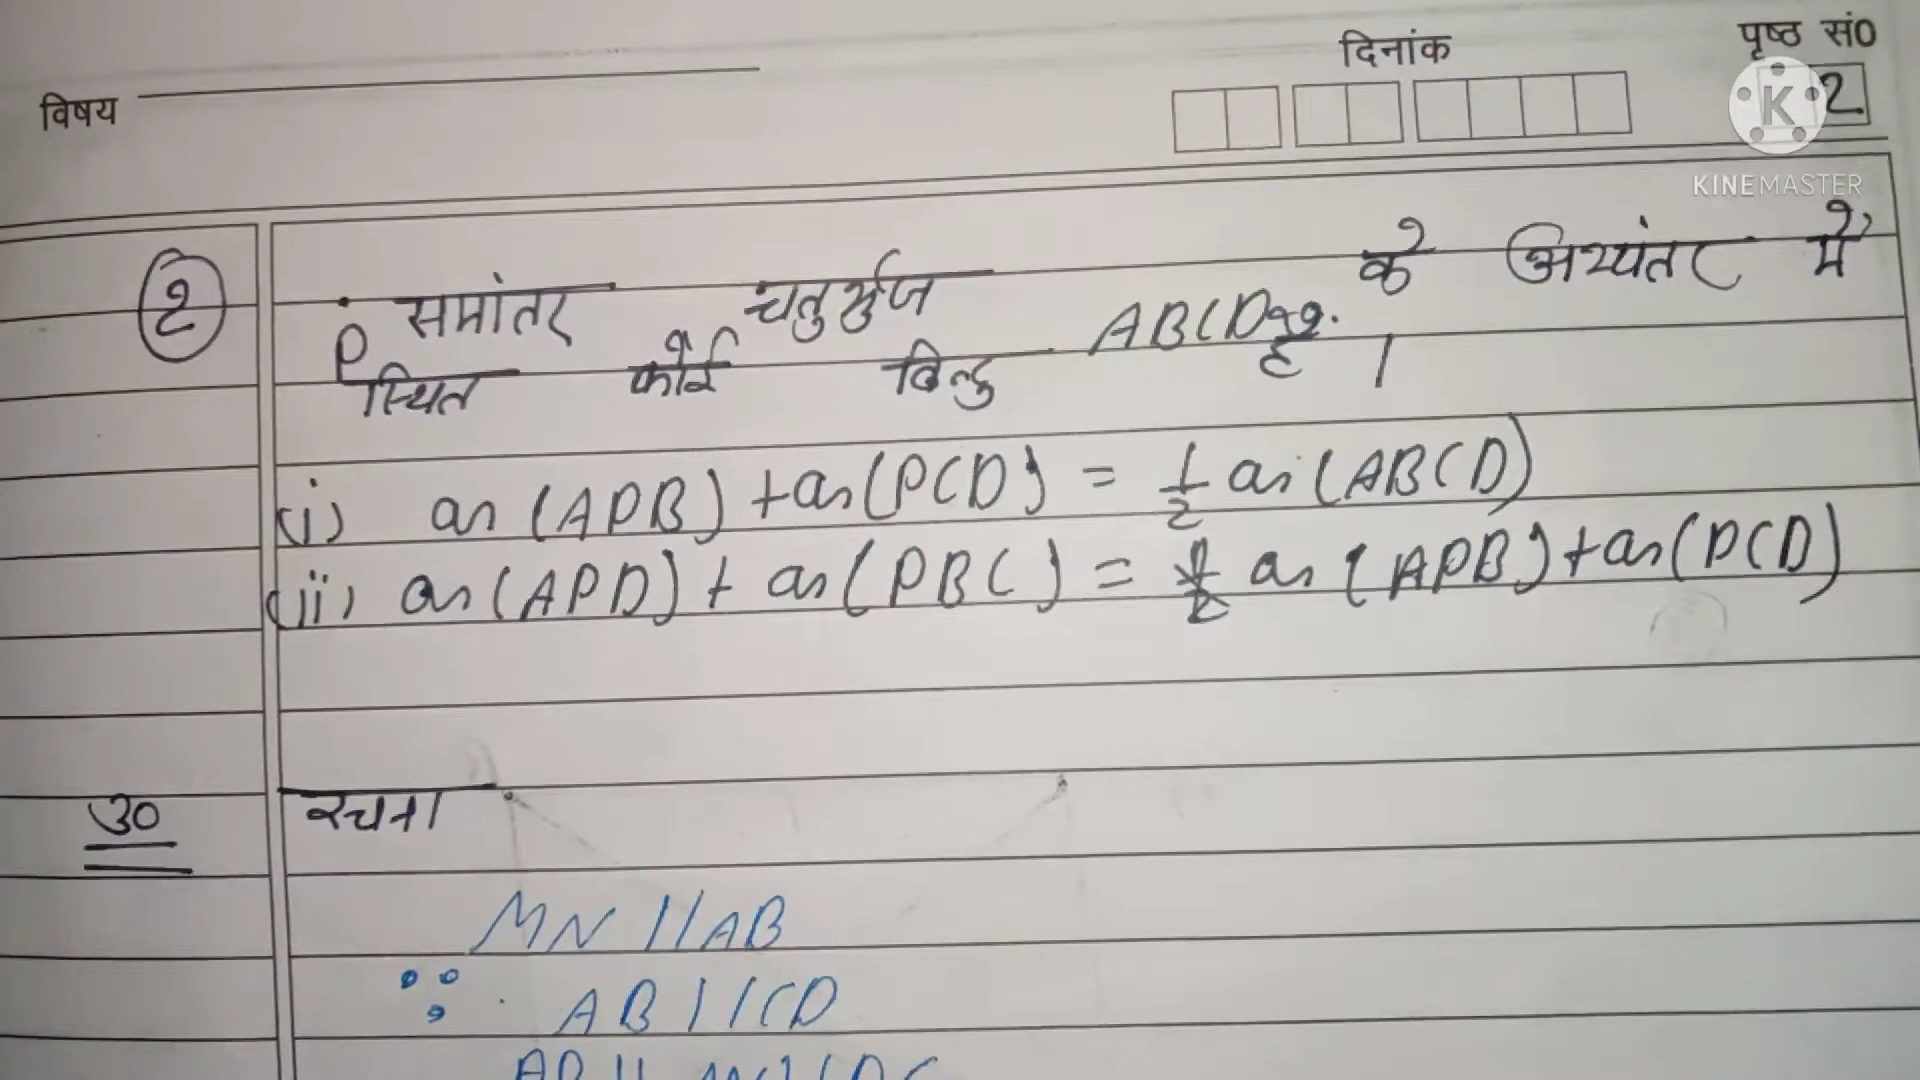 दिनांक
पृष्ठ सं0
विषय
2
KINEMASTER
2 P समांतर चतुर्भुज ABCD के अभ्यंतर में
स्थित कोई बिन्दु है ।
(i) ar (APB) + ar (PCD) = 1/2 ar (ABCD)
(ii) ar (APD) + ar (PBC) = ar (APB) + ar (PCD)
उ0 रचना
MN || AB
∵ AB || CD
AB ||